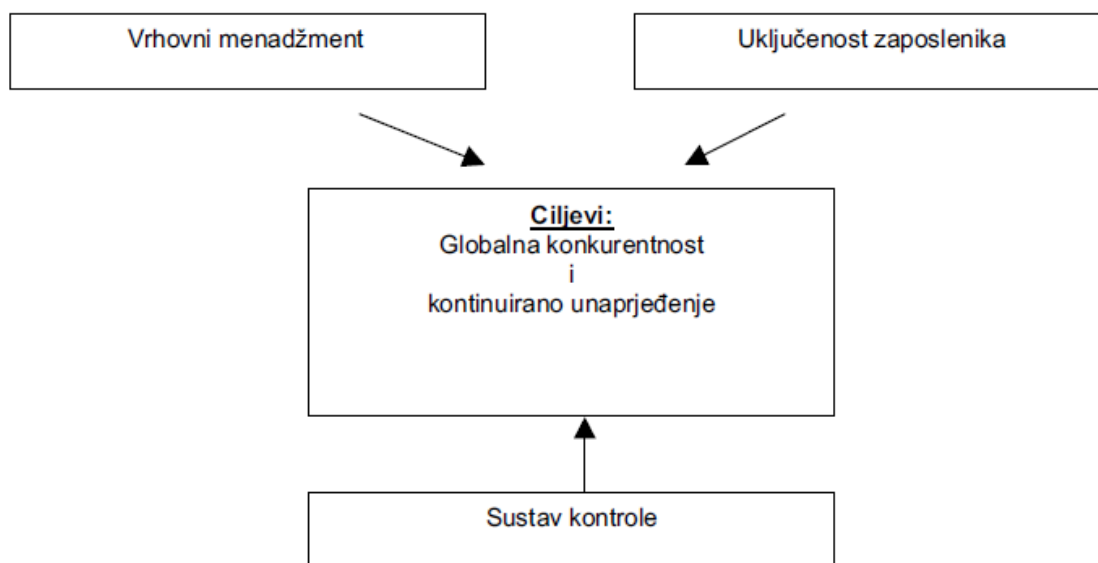 Vrhovni menadžment
Uključenost zaposlenika
Ciljevi:
Globalna konkurentnost
i
kontinuirano unaprjeđenje
Sustav kontrole